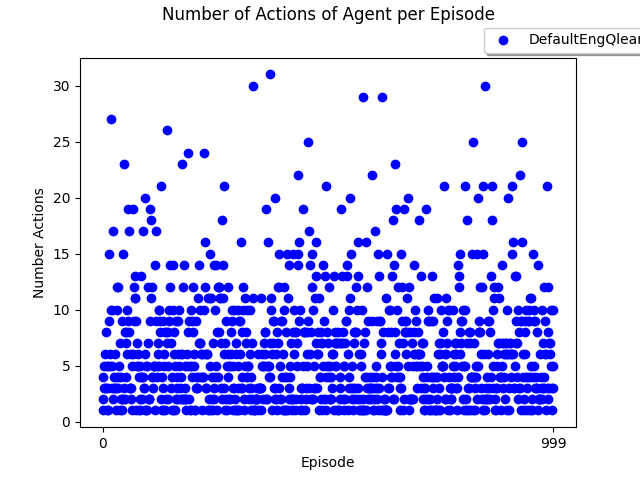 Number of Actions of Agent per Episode
DefaultEngQlear
30
25
20
15
10
5
0
Number Actions
0
999
Episode